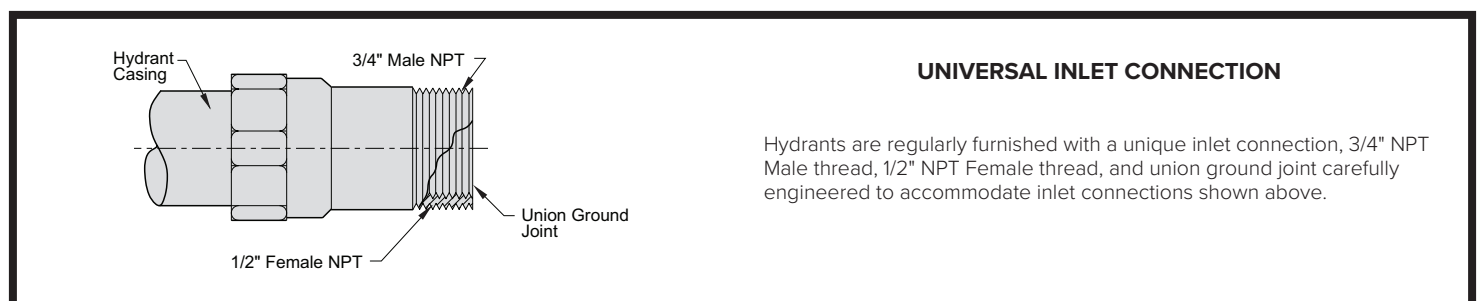 Hydrant
Casing
3/4" Male NPT
Union Ground
Joint
1/2" Female NPT
UNIVERSAL INLET CONNECTION
Hydrants are regularly furnished with a unique inlet connection, 3/4" NPT
Male thread, 1/2" NPT Female thread, and union ground joint carefully
engineered to accommodate inlet connections shown above.